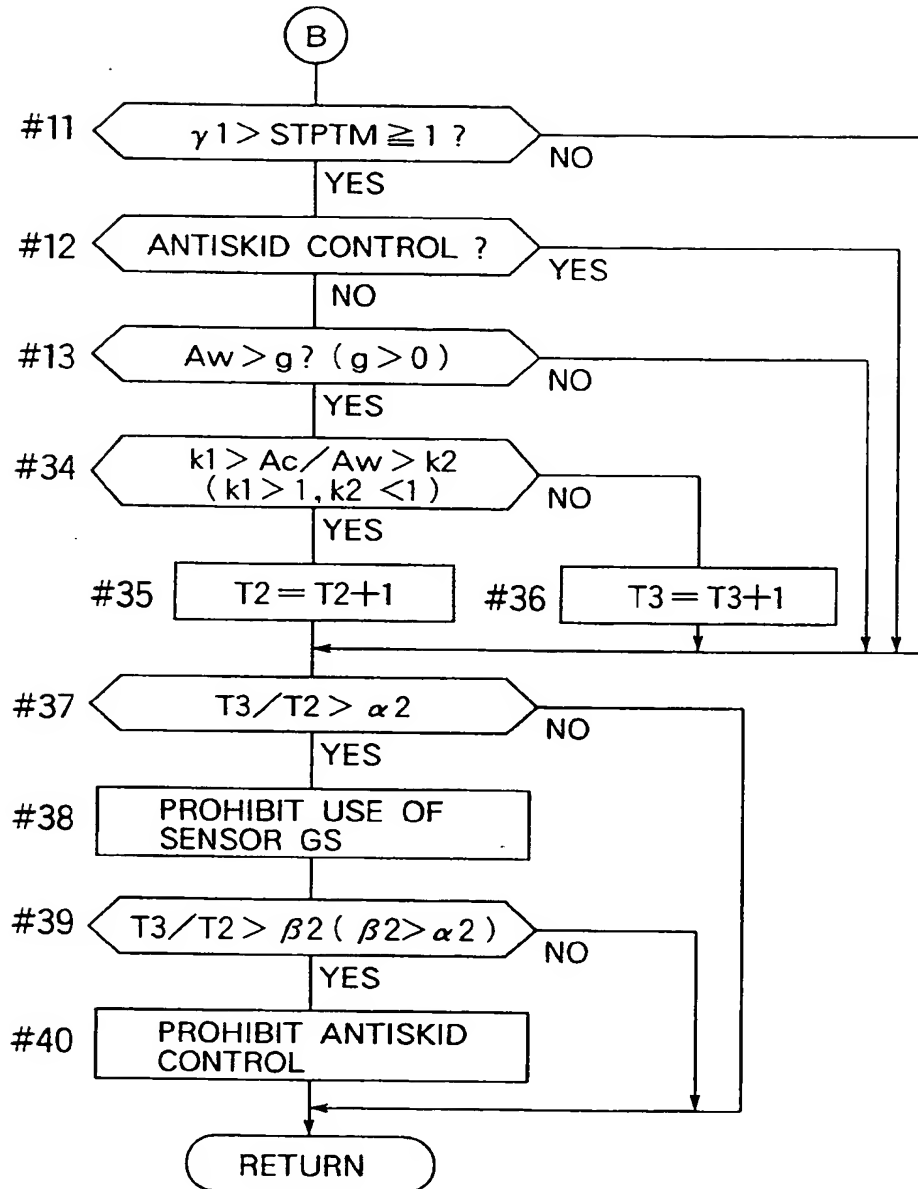 B
#11 γ1 > STPTM ≧ 1 ?
NO
YES
#12 ANTISKID CONTROL ?
YES
NO
#13 Aw > g? (g > 0)
NO
YES
#34 k1 > Ac/Aw > k2
(k1 > 1, k2 < 1)
NO
YES
#35 T2 = T2+1
#36 T3 = T3+1
#37 T3/T2 > α2
NO
YES
#38 PROHIBIT USE OF
SENSOR GS
#39 T3/T2 > β2 (β2 > α2)
NO
YES
#40 PROHIBIT ANTISKID
CONTROL
RETURN